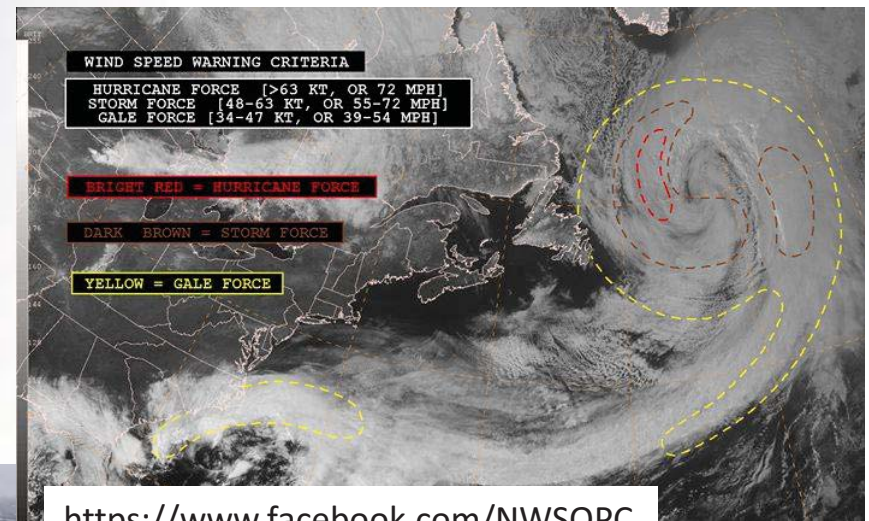 WIND SPEED WARNING CRITERIA
HURRICANE FORCE [>63 KT, OR 72 MPH]
STORM FORCE [48-63 KT, OR 55-72 MPH]
GALE FORCE [34-47 KT, OR 39-54 MPH]
BRIGHT RED = HURRICANE FORCE
DARK BROWN = STORM FORCE
YELLOW = GALE FORCE
https://www.facebook.com/NWSOPC